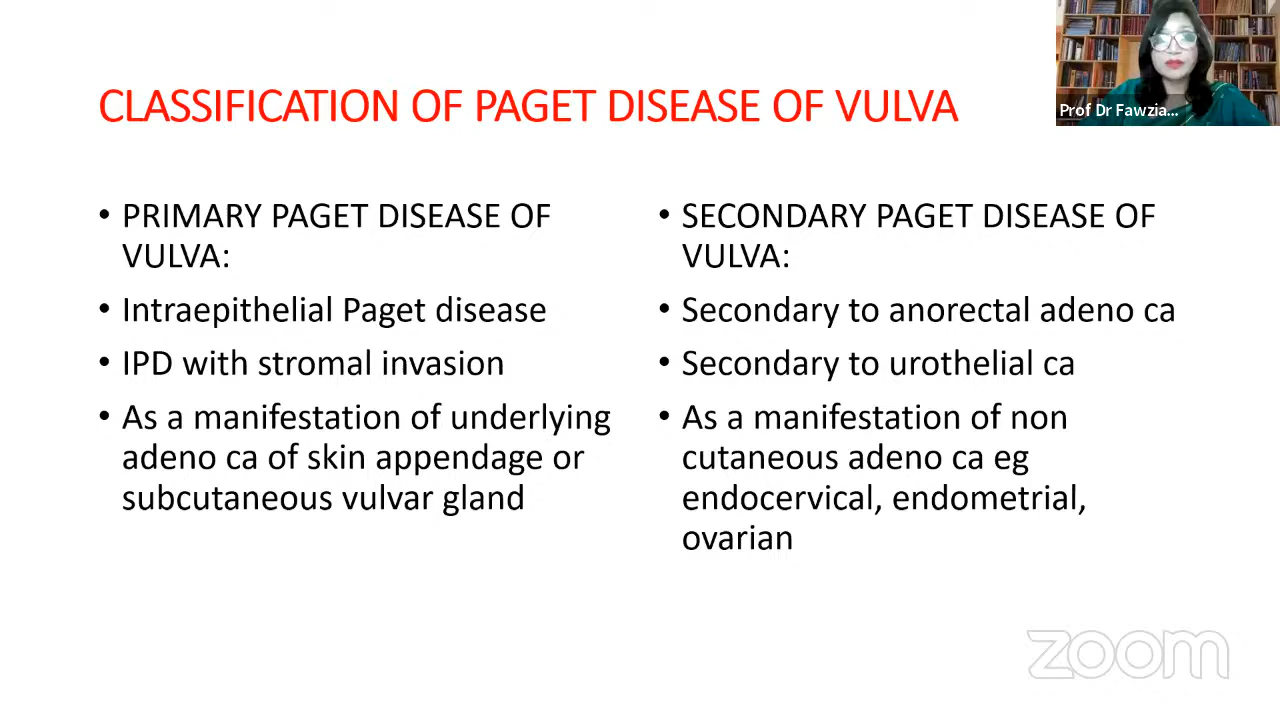 CLASSIFICATION OF PAGET DISEASE OF VULVA
Prof Dr Fawzia...
• PRIMARY PAGET DISEASE OF
VULVA:
• Intraepithelial Paget disease
• IPD with stromal invasion
• As a manifestation of underlying
adeno ca of skin appendage or
subcutaneous vulvar gland
• SECONDARY PAGET DISEASE OF
VULVA:
• Secondary to anorectal adeno ca
• Secondary to urothelial ca
• As a manifestation of non
cutaneous adeno ca eg
endocervical, endometrial,
ovarian
zoom